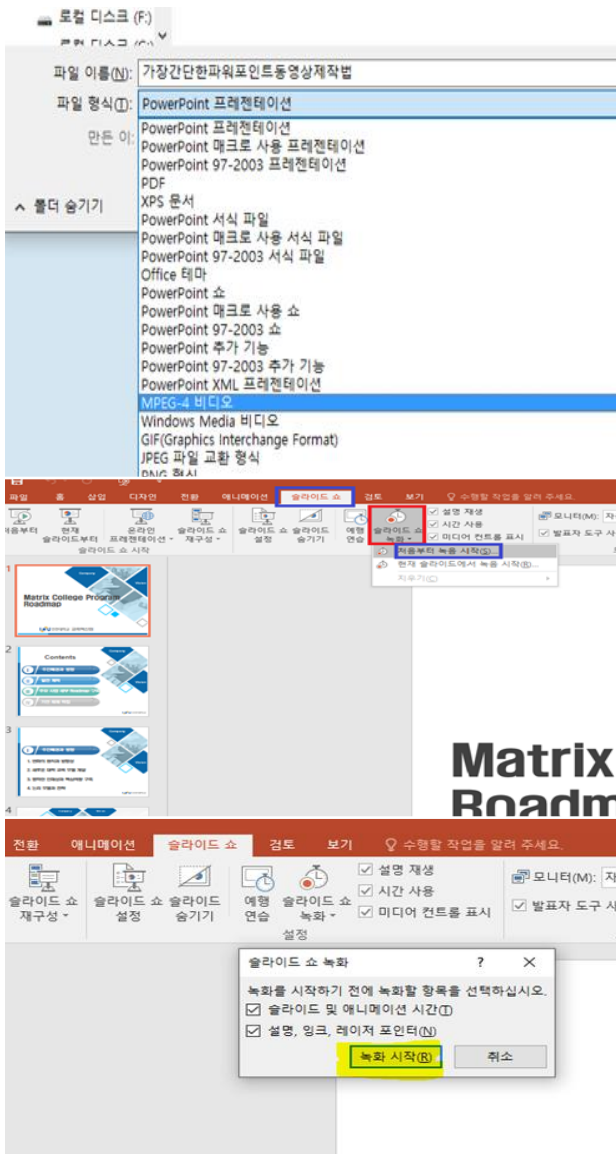 로컬 디스크 (F:)
파일 이름(N): 가장간단한파워포인트동영상제작법
파일 형식(T): PowerPoint 프레젠테이션
만든 이:
PowerPoint 프레젠테이션
PowerPoint 매크로 사용 프레젠테이션
PowerPoint 97-2003 프레젠테이션
PDF
XPS 문서
폴더 숨기기
PowerPoint 서식 파일
PowerPoint 매크로 사용 서식 파일
PowerPoint 97-2003 서식 파일
Office 테마
PowerPoint 쇼
PowerPoint 매크로 사용 쇼
PowerPoint 97-2003 쇼
PowerPoint 추가 기능
PowerPoint 97-2003 추가 기능
PowerPoint XML 프레젠테이션
MPEG-4 비디오
Windows Media 비디오
GIF(Graphics Interchange Format)
JPEG 파일 교환 형식
PNG 형식
파일 홈 삽입 디자인 전환 애니메이션 슬라이드 쇼 검토 보기 수행할 작업을 알려 주세요.
현재 슬라이드부터
온라인 프레젠테이션
슬라이드 쇼 재구성
슬라이드 쇼 설정
슬라이드 숨기기
예행 연습
슬라이드 쇼 녹화
설명 재생
시간 사용
미디어 컨트롤 표시
모니터(M):
발표자 도구
슬라이드 쇼 시작
처음부터 녹음 시작(S)...
현재 슬라이드에서 녹음 시작(R)...
지우기(C)
1
Matrix College Program
Roadmap
2
Contents
3
4
Matrix
Roadm
전환 애니메이션 슬라이드 쇼 검토 보기 수행할 작업을 알려 주세요.
슬라이드 쇼 재구성
슬라이드 쇼 설정
슬라이드 숨기기
예행 연습
슬라이드 쇼 녹화
설명 재생
시간 사용
미디어 컨트롤 표시
모니터(M):
발표자 도구
설정
슬라이드 쇼 녹화 ?
녹화를 시작하기 전에 녹화할 항목을 선택하십시오.
슬라이드 및 애니메이션 시간(T)
설명, 잉크, 레이저 포인터(N)
녹화 시작(R) 취소